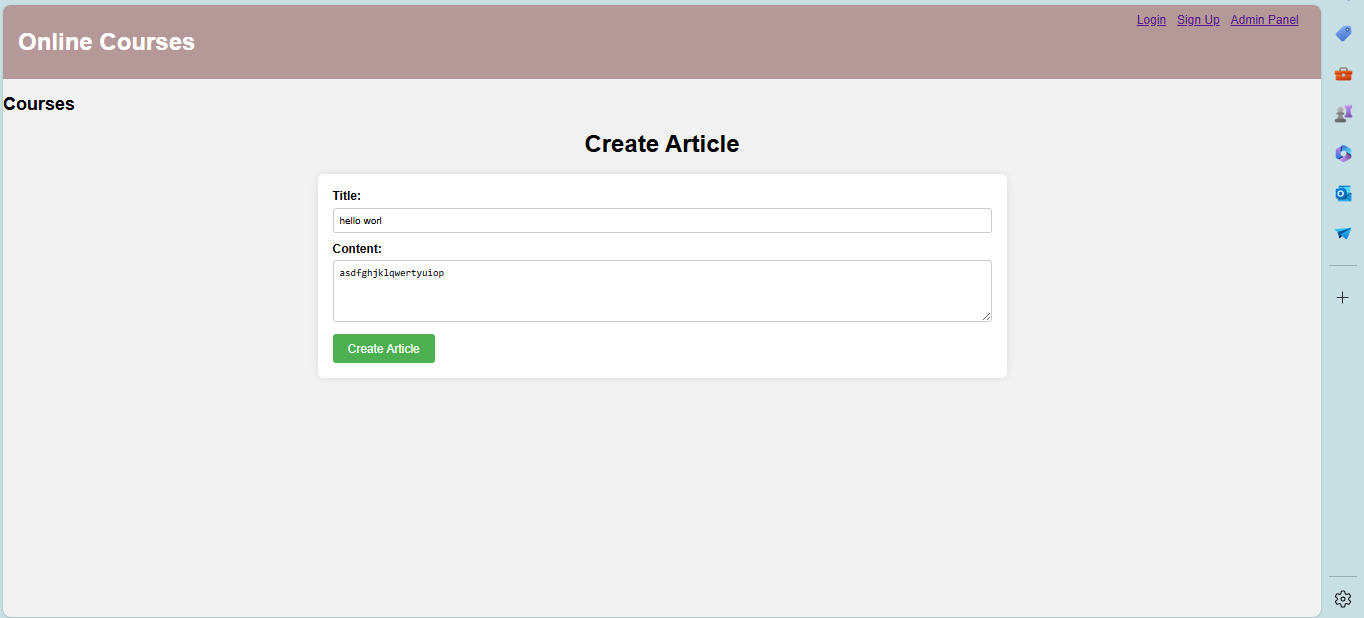 Login Sign Up Admin Panel
Online Courses
Courses
Create Article
Title:
hello worl
Content:
asdfghjklqwertyuiop
Create Article